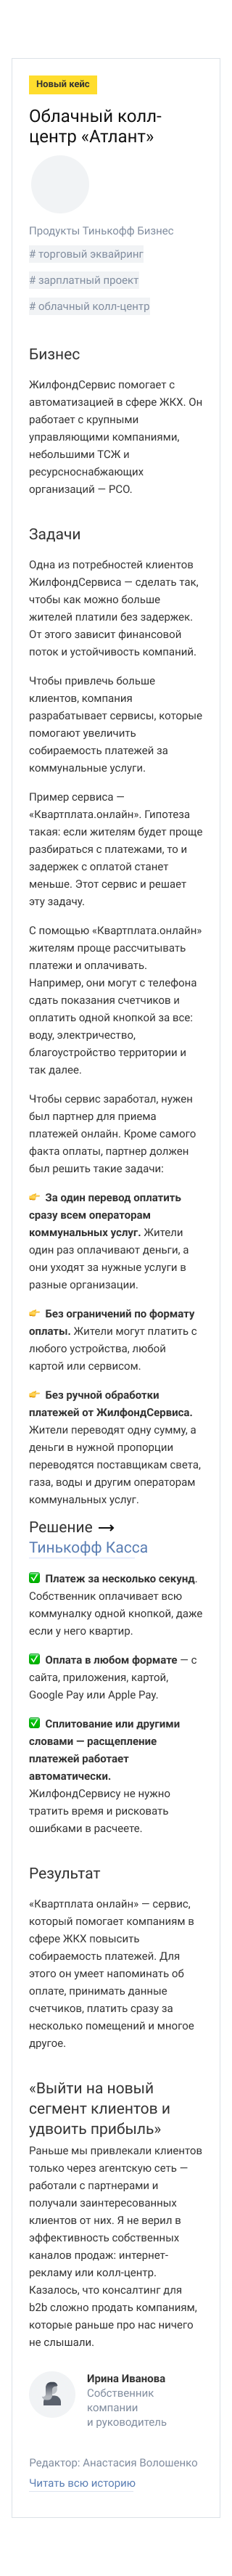 Новый кейс
Облачный колл-
центр «Атлант»
Продукты Тинькофф Бизнес
# торговый эквайринг
# зарплатный проект
# облачный колл-центр
Бизнес
ЖилфондСервис помогает с
автоматизацией в сфере ЖКХ. Он
работает с крупными
управляющими компаниями,
небольшими ТСЖ и
ресурсноснабжающих
организаций — РСО.
Задачи
Одна из потребностей клиентов
ЖилфондСервиса — сделать так,
чтобы как можно больше
жителей платили без задержек.
От этого зависит финансовой
поток и устойчивость компаний.
Чтобы привлечь больше
клиентов, компания
разрабатывает сервисы, которые
помогают увеличить
собираемость платежей за
коммунальные услуги.
Пример сервиса —
«Квартплата.онлайн». Гипотеза
такая: если жителям будет проще
разбираться с платежами, то и
задержек с оплатой станет
меньше. Этот сервис и решает
эту задачу.
С помощью «Квартплата.онлайн»
жителям проще рассчитывать
платежи и оплачивать.
Например, они могут с телефона
сдать показания счетчиков и
оплатить одной кнопкой за все:
воду, электричество,
благоустройство территории и
так далее.
Чтобы сервис заработал, нужен
был партнер для приема
платежей онлайн. Кроме самого
факта оплаты, партнер должен
был решить такие задачи:
👉 За один перевод оплатить
сразу всем операторам
коммунальных услуг. Жители
один раз оплачивают деньги, а
они уходят за нужные услуги в
разные организации.
👉 Без ограничений по формату
оплаты. Жители могут платить с
любого устройства, любой
картой или сервисом.
👉 Без ручной обработки
платежей от ЖилфондСервиса.
Жители переводят одну сумму, а
деньги в нужной пропорции
переводятся поставщикам света,
газа, воды и другим операторам
коммунальных услуг.
Решение ⟶
Тинькофф Касса
✅ Платеж за несколько секунд.
Собственник оплачивает всю
коммуналку одной кнопкой, даже
если у него квартир.
✅ Оплата в любом формате — с
сайта, приложения, картой,
Google Pay или Apple Pay.
✅ Сплитование или другими
словами — расщепление
платежей работает
автоматически.
ЖилфондСервису не нужно
тратить время и рисковать
ошибками в расчеете.
Результат
«Квартплата онлайн» — сервис,
который помогает компаниям в
сфере ЖКХ повысить
собираемость платежей. Для
этого он умеет напоминать об
оплате, принимать данные
счетчиков, платить сразу за
несколько помещений и многое
другое.
«Выйти на новый
сегмент клиентов и
удвоить прибыль»
Раньше мы привлекали клиентов
только через агентскую сеть —
работали с партнерами и
получали заинтересованных
клиентов от них. Я не верил в
эффективность собственных
каналов продаж: интернет-
рекламу или колл-центр.
Казалось, что консалтинг для
b2b сложно продать компаниям,
которые раньше про нас ничего
не слышали.
Ирина Иванова
Собственник
компании
и руководитель
Редактор: Анастасия Волошенко
Читать всю историю